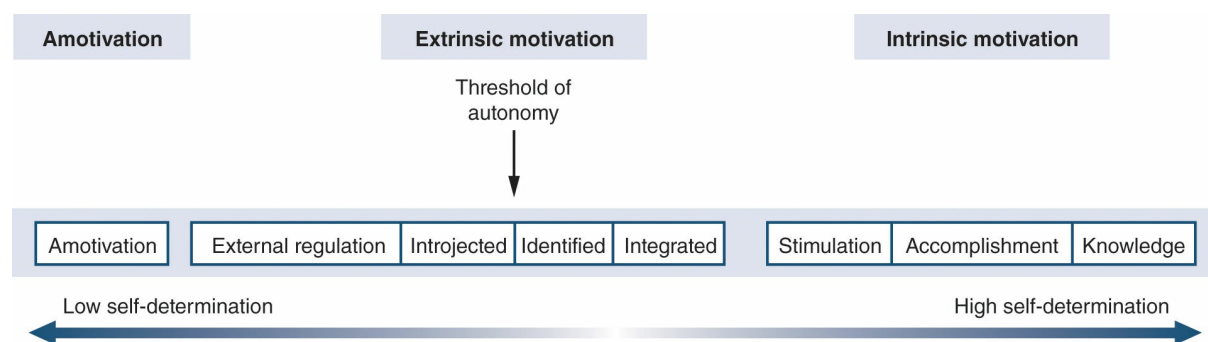 Amotivation
Extrinsic motivation
Intrinsic motivation
Threshold of
autonomy
Amotivation
External regulation
Introjected
Identified
Integrated
Stimulation
Accomplishment
Knowledge
Low self-determination
High self-determination